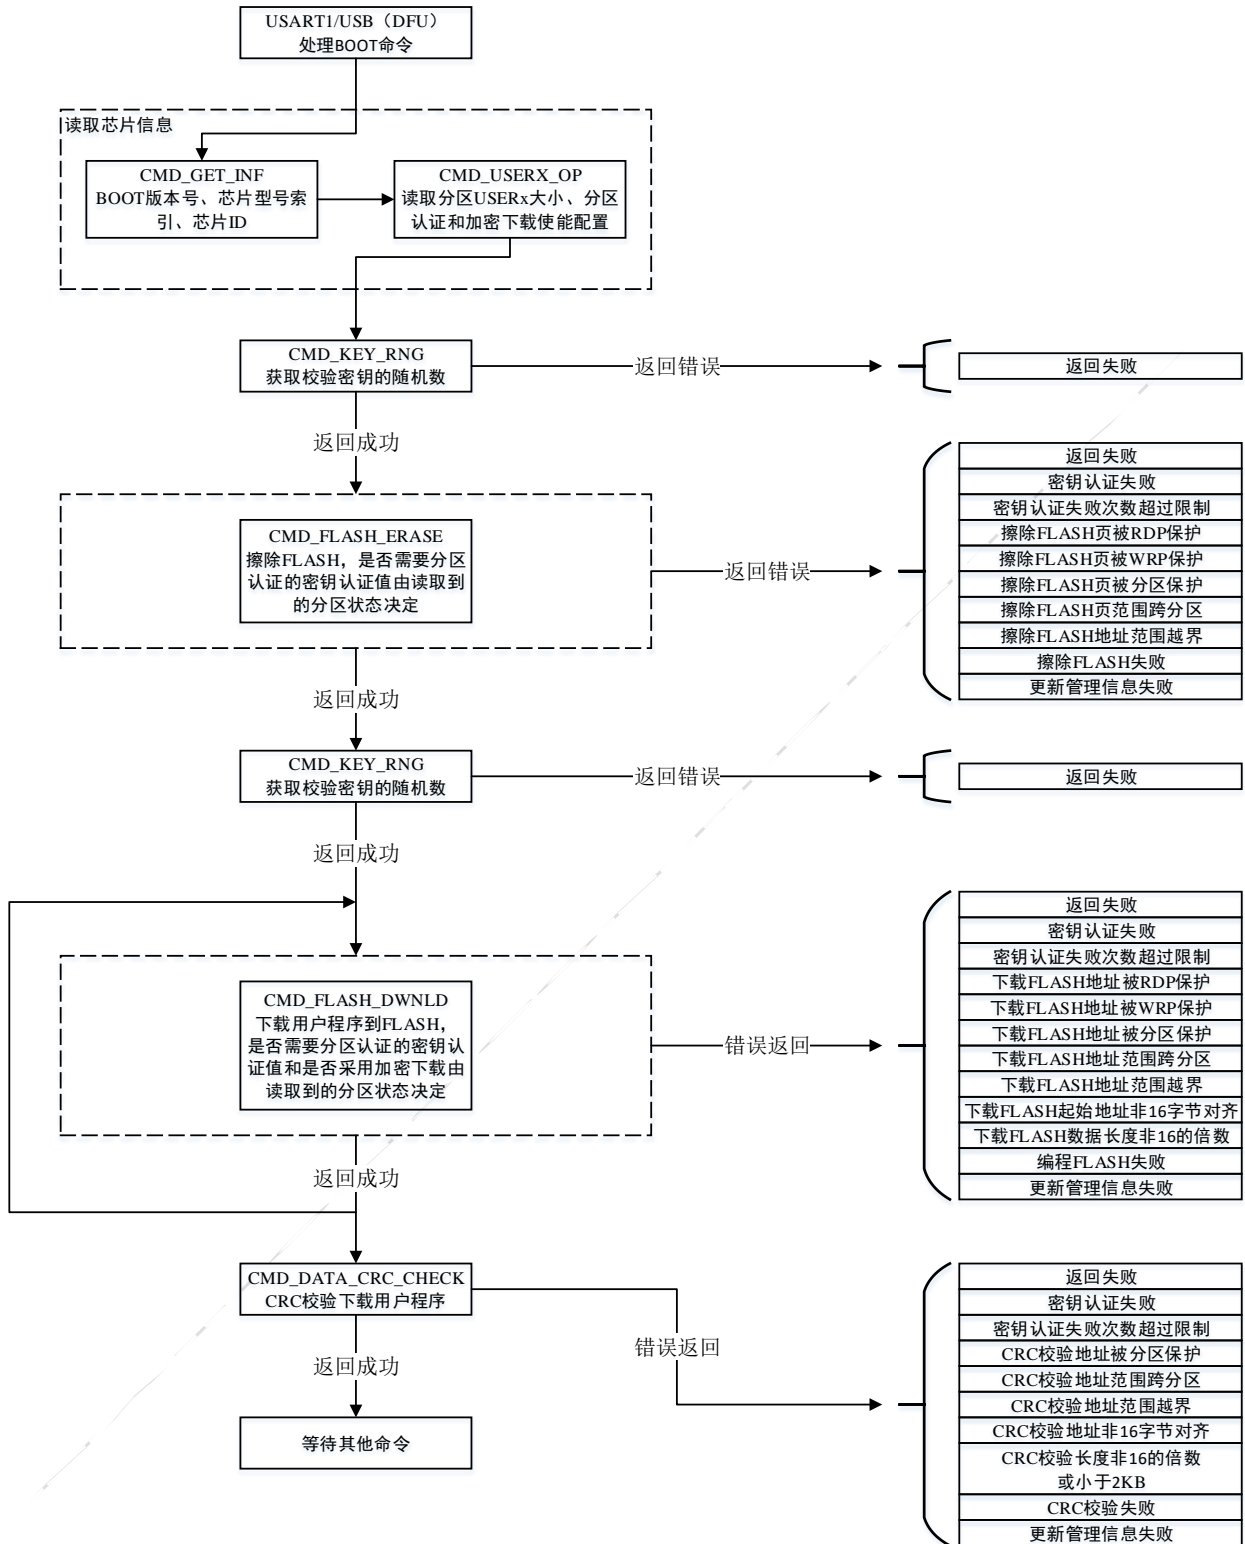 USART1/USB（DFU）
处理BOOT命令
读取芯片信息
CMD_GET_INF
BOOT版本号、芯片型号索
引、芯片ID
CMD_USERX_OP
读取分区USERx大小、分区
认证和加密下载使能配置
CMD_KEY_RNG
获取校验密钥的随机数
返回错误
返回失败
返回成功
CMD_FLASH_ERASE
擦除FLASH，是否需要分区
认证的密钥认证值由读取到
的分区状态决定
返回错误
返回失败
密钥认证失败
密钥认证失败次数超过限制
擦除FLASH页被RDP保护
擦除FLASH页被WRP保护
擦除FLASH页被分区保护
擦除FLASH页范围跨分区
擦除FLASH地址范围越界
擦除FLASH失败
更新管理信息失败
返回成功
CMD_KEY_RNG
获取校验密钥的随机数
返回错误
返回失败
返回成功
CMD_FLASH_DWNLD
下载用户程序到FLASH，
是否需要分区认证的密钥认
证值和是否采用加密下载由
读取到的分区状态决定
错误返回
返回失败
密钥认证失败
密钥认证失败次数超过限制
下载FLASH地址被RDP保护
下载FLASH地址被WRP保护
下载FLASH地址被分区保护
下载FLASH地址范围跨分区
下载FLASH地址范围越界
下载FLASH起始地址非16字节对齐
下载FLASH数据长度非16的倍数
编程FLASH失败
更新管理信息失败
返回成功
CMD_DATA_CRC_CHECK
CRC校验下载用户程序
错误返回
返回失败
密钥认证失败
密钥认证失败次数超过限制
CRC校验地址被分区保护
CRC校验地址范围跨分区
CRC校验地址范围越界
CRC校验地址非16字节对齐
CRC校验长度非16的倍数
或小于2KB
CRC校验失败
更新管理信息失败
返回成功
等待其他命令